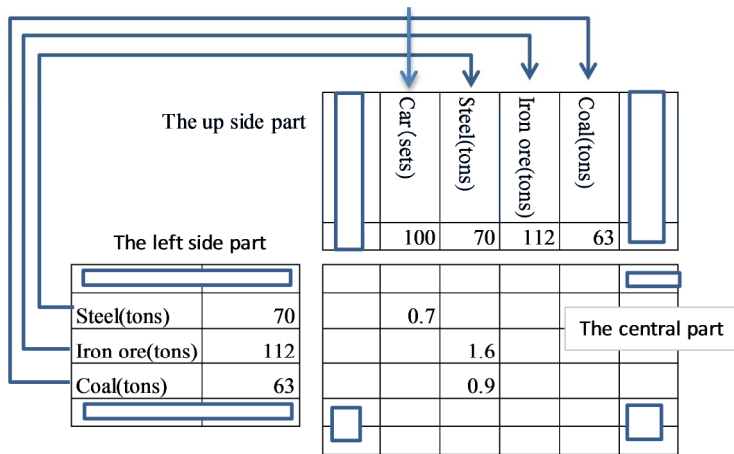 The up side part
Car(sets)
Steel(tons)
Iron ore(tons)
Coal(tons)
100 70 112 63
The left side part
Steel(tons) 70 0.7
The central part
Iron ore(tons) 112 1.6
Coal(tons) 63 0.9